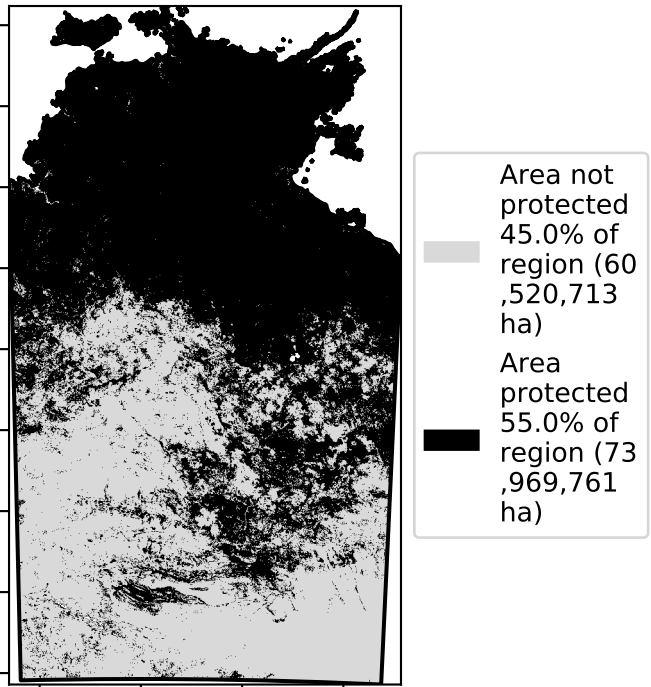 Area not
protected
45.0% of
region (60
,520,713
ha)
Area
protected
55.0% of
region (73
,969,761
ha)